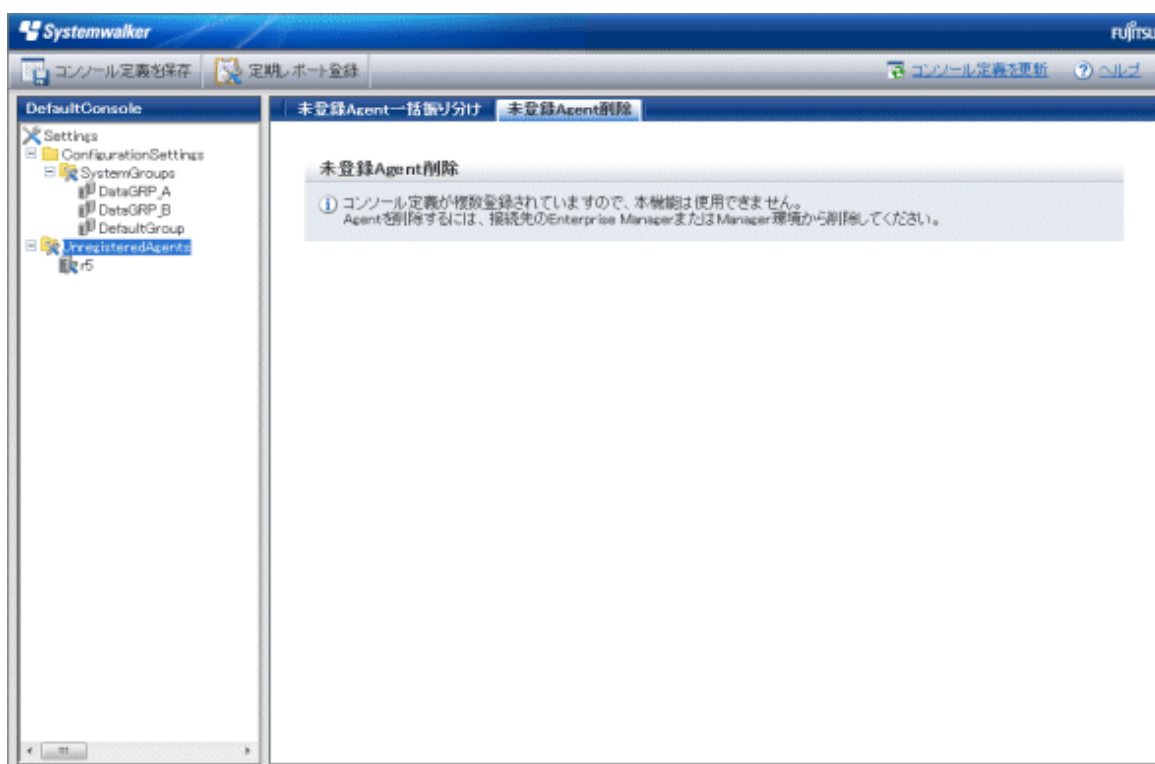 Systemwalker
FUJITSU
コンソール定義を保存
定期レポート登録
コンソール定義を更新
ヘルプ
DefaultConsole
未登録Agent一括振り分け
未登録Agent削除
Settings
ConfigurationSettings
SystemGroups
DataGRP_A
DataGRP_B
DefaultGroup
UnregisteredAgents
r5
未登録Agent削除
コンソール定義が複数登録されていますので、本機能は使用できません。
Agentを削除するには、接続先のEnterprise ManagerまたはManager環境から削除してください。